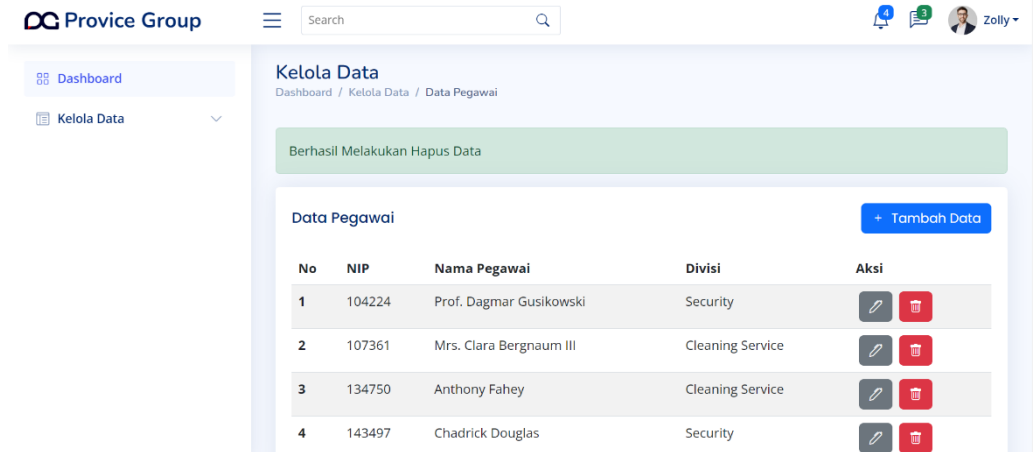 Provice Group
Search
4
3
Zolly
Dashboard
Kelola Data
Kelola Data
Dashboard / Kelola Data / Data Pegawai
Berhasil Melakukan Hapus Data
Data Pegawai
+ Tambah Data
No NIP Nama Pegawai Divisi Aksi
1 104224 Prof. Dagmar Gusikowski Security
2 107361 Mrs. Clara Bergnaum III Cleaning Service
3 134750 Anthony Fahey Cleaning Service
4 143497 Chadrick Douglas Security